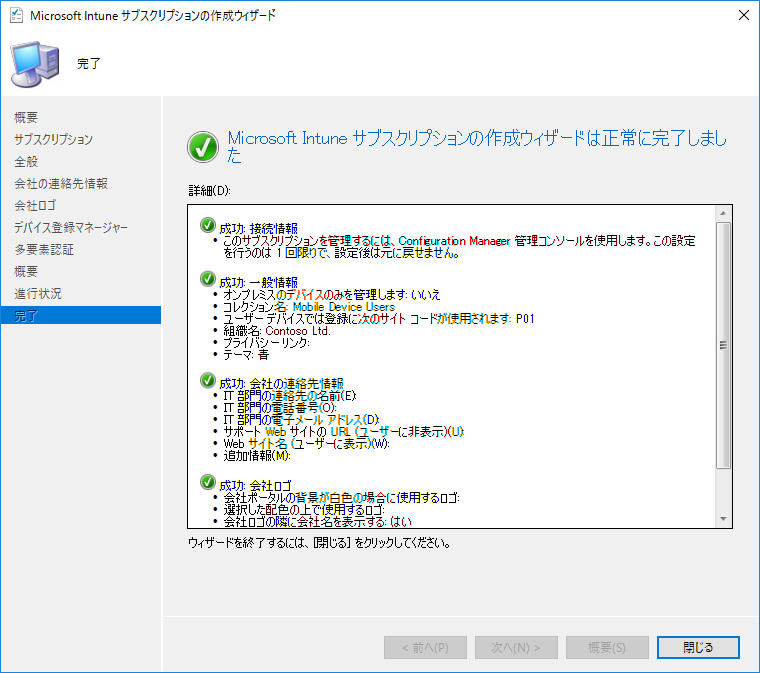 Microsoft Intune サブスクリプションの作成ウィザード
完了
概要
サブスクリプション
全般
会社の連絡先情報
会社ロゴ
デバイス登録マネージャー
多要素認証
概要
進行状況
完了
Microsoft Intune サブスクリプションの作成ウィザードは正常に完了しまし
た
詳細(D):
成功: 接続情報
• このサブスクリプションを管理するには、Configuration Manager 管理コンソールを使用します。この設定
を行うのは 1 回限りで、設定後は元に戻せません。
成功: 一般情報
• オンプレミスのデバイスのみを管理します: いいえ
• コレクション名: Mobile Device Users
• ユーザー デバイスでは登録に次のサイト コードが使用されます: P01
• 組織名: Contoso Ltd.
• プライバシー リンク:
• テーマ: 青
成功: 会社の連絡先情報
• IT 部門の連絡先の名前(E):
• IT 部門の電話番号(O):
• IT 部門の電子メール アドレス(D):
• サポート Web サイトの URL (ユーザーに非表示)(U):
• Web サイト名 (ユーザーに表示)(W):
• 追加情報(M):
成功: 会社ロゴ
• 会社ポータルの背景が白色の場合に使用するロゴ:
• 選択した配色の上で使用するロゴ:
• 会社ロゴの隣に会社名を表示する: はい
ウィザードを終了するには、[閉じる] をクリックしてください。
< 前へ(P)
次へ(N) >
概要(S)
閉じる